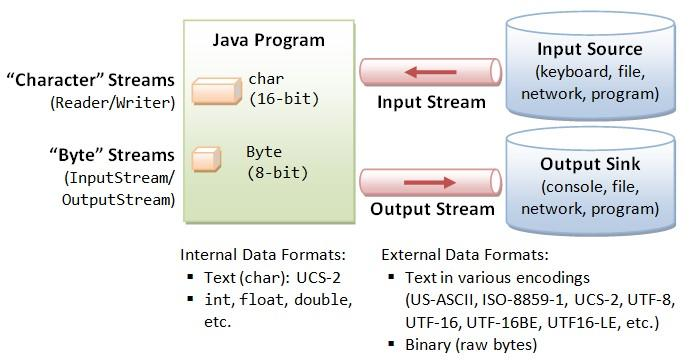 Java Program
"Character" Streams
(Reader/Writer)
char
(16-bit)
"Byte" Streams
(InputStream/
OutputStream)
Byte
(8-bit)
Input Stream
Output Stream
Input Source
(keyboard, file,
network, program)
Output Sink
(console, file,
network, program)
Internal Data Formats:
▪ Text (char): UCS-2
▪ int, float, double,
etc.
External Data Formats:
▪ Text in various encodings
(US-ASCII, ISO-8859-1, UCS-2, UTF-8,
UTF-16, UTF-16BE, UTF16-LE, etc.)
▪ Binary (raw bytes)